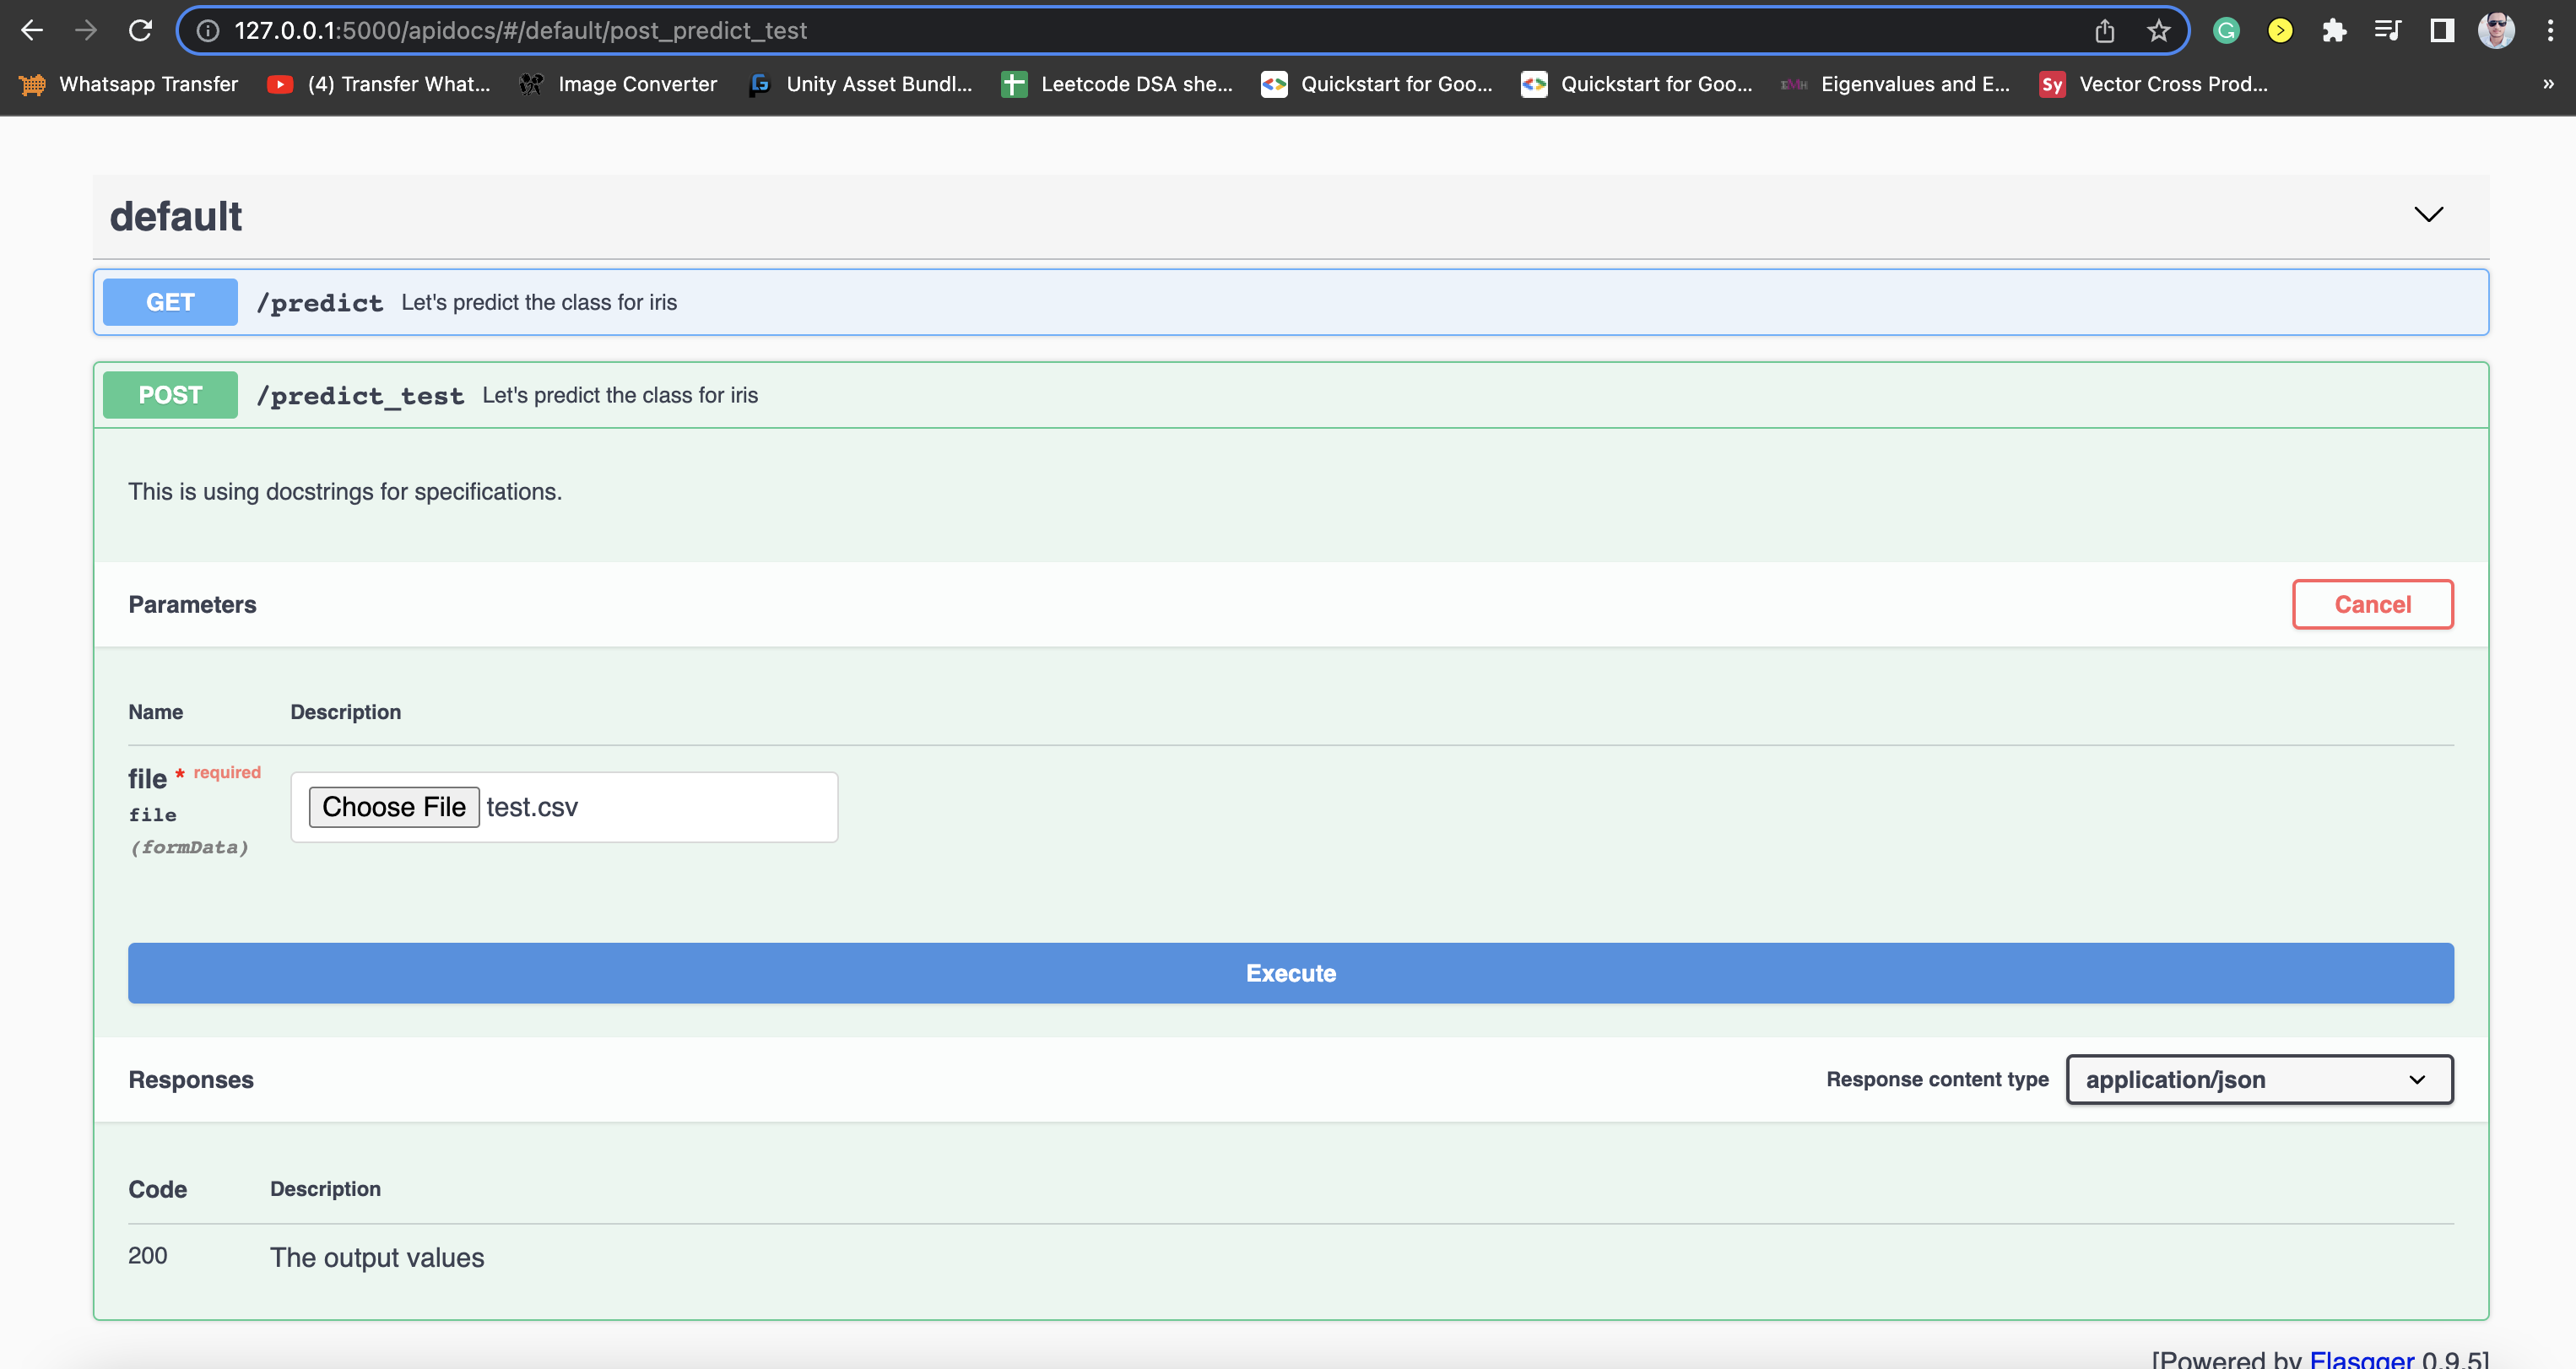 127.0.0.1:5000/apidocs/#/default/post_predict_test
G
Whatsapp Transfer (4) Transfer What... Image Converter Unity Asset Bundl... Leetcode DSA she... Quickstart for Goo... Quickstart for Goo... Eigenvalues and E... Sy Vector Cross Prod... »
default
GET /predict Let's predict the class for iris
POST /predict_test Let's predict the class for iris
This is using docstrings for specifications.
Parameters Cancel
Name Description
file * required
file
(formData)
Choose File test.csv
Execute
Responses Response content type application/json
Code Description
200 The output values
[Powered by Flasgger 0.9.5]